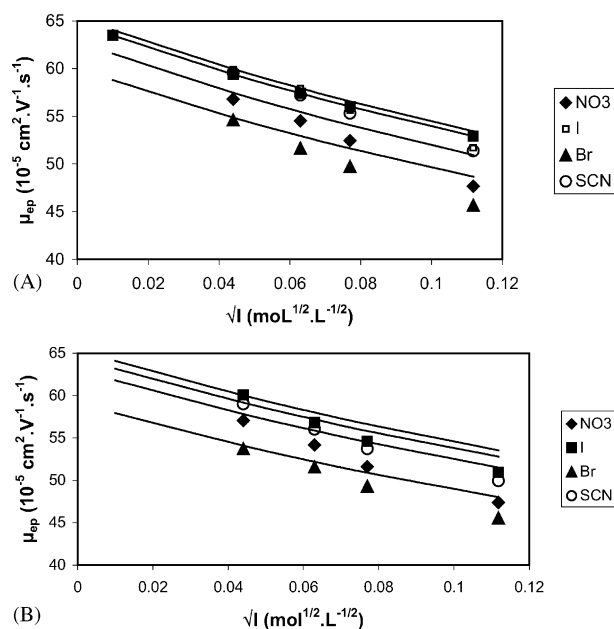 65
60
55
50
45
40
0
0.02
0.04
0.06
0.08
0.1
0.12
μep (10-5 cm2.V-1.s-1)
√I (moL1/2.L-1/2)
NO3
I
Br
SCN
(A)
65
60
55
50
45
40
0
0.02
0.04
0.06
0.08
0.1
0.12
μep (10-5 cm2.V-1.s-1)
√I (mol1/2.L-1/2)
NO3
I
Br
SCN
(B)